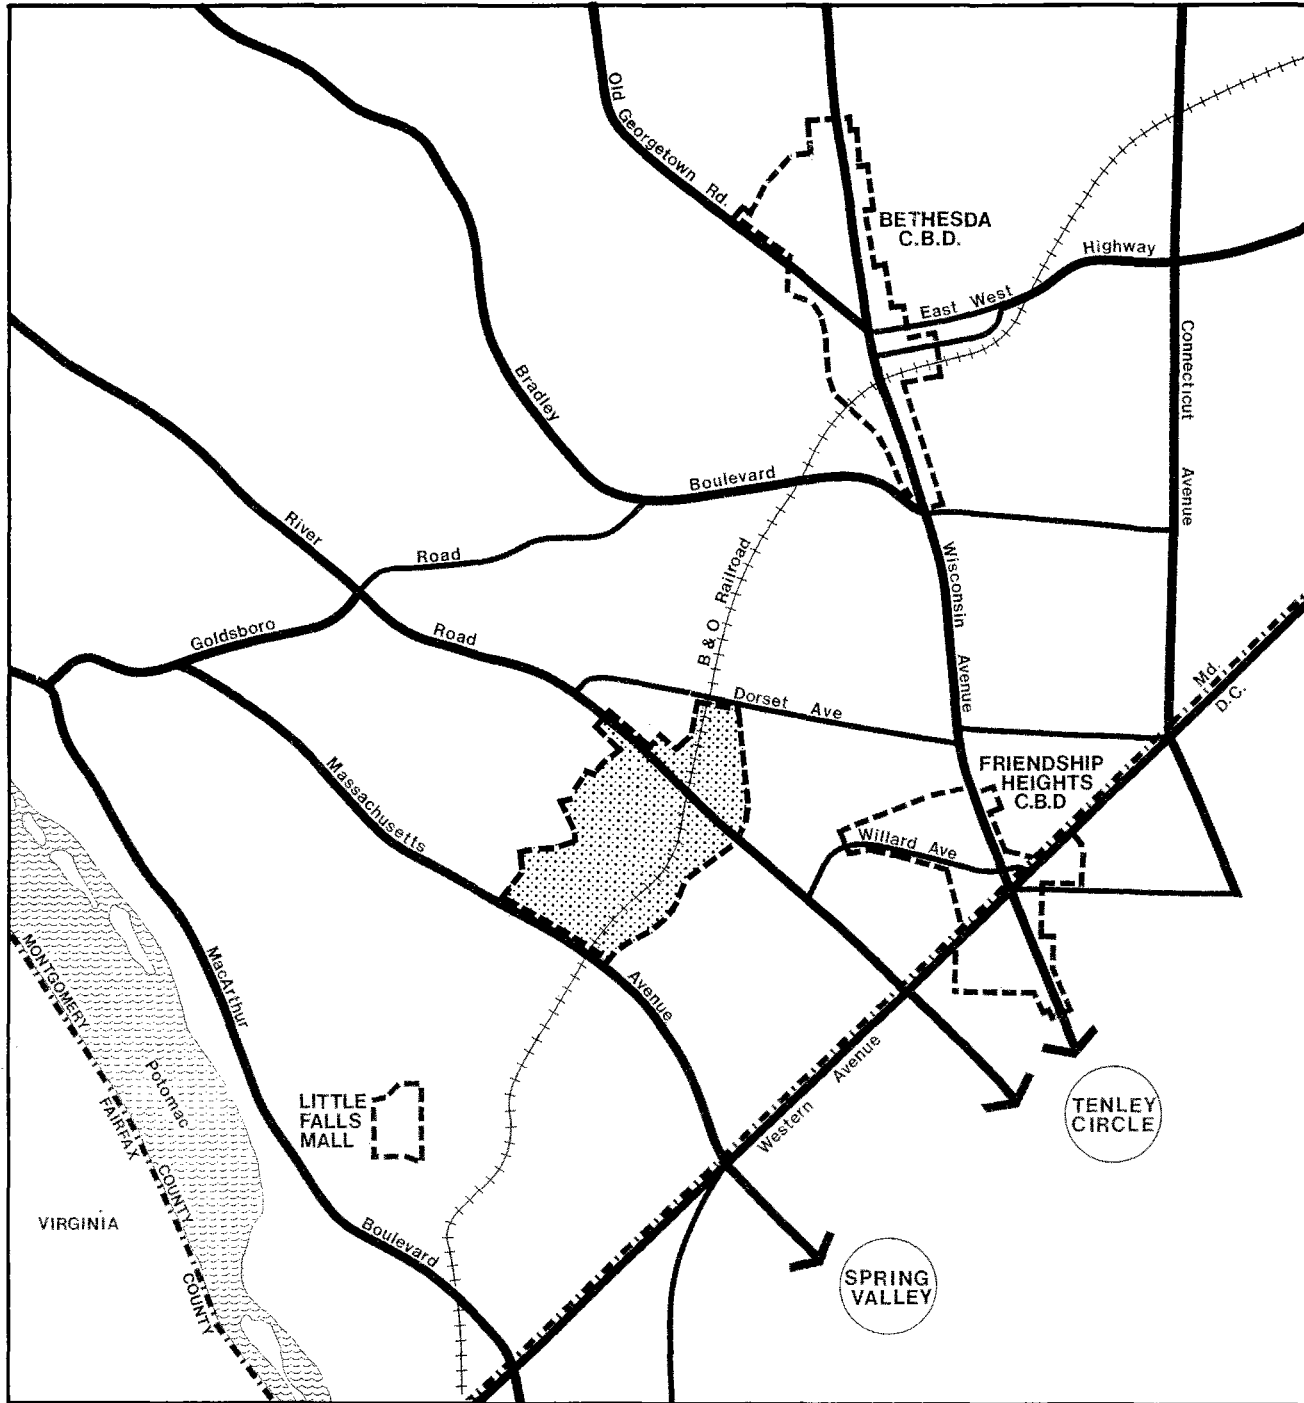 Old Georgetown Rd.
BETHESDA
C.B.D.
Highway
East West
Connecticut Avenue
Bradley Boulevard
River Road
Road
Goldsboro
B & O Railroad
Wisconsin Avenue
Md.
D.C.
Dorset Ave
FRIENDSHIP
HEIGHTS
C.B.D
Willard Ave
Massachusetts Avenue
MacArthur Boulevard
MONTGOMERY COUNTY
Potomac
FAIRFAX COUNTY
VIRGINIA
LITTLE
FALLS
MALL
Western Avenue
TENLEY
CIRCLE
SPRING
VALLEY